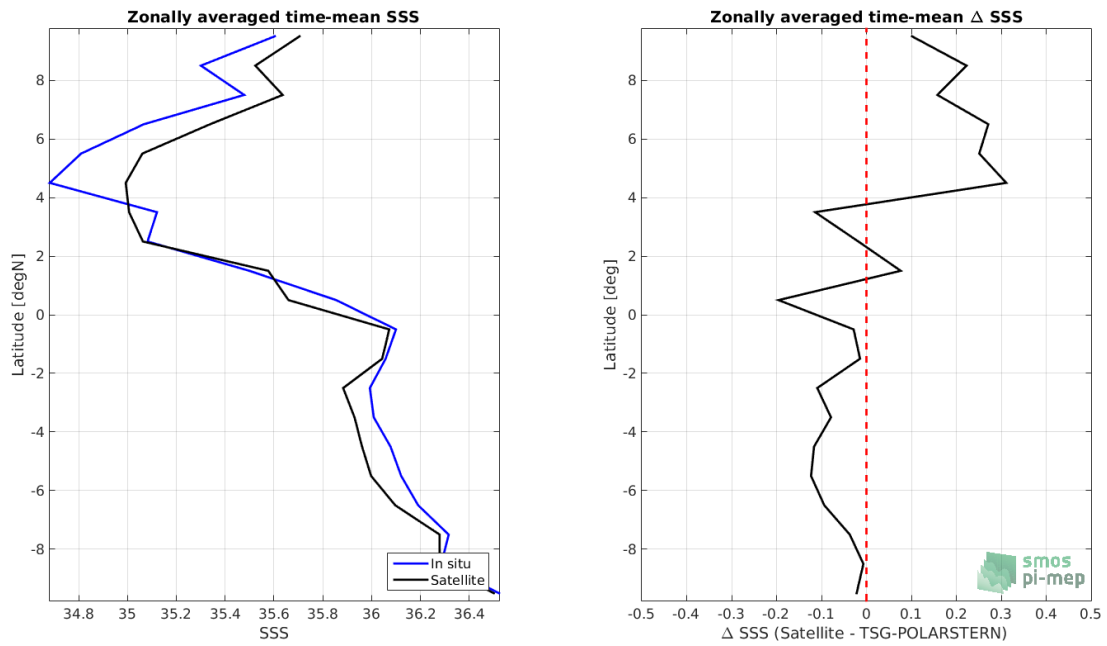 Zonally averaged time-mean SSS
8
6
4
2
0
-2
-4
-6
-8
Latitude [degN]
34.8 35 35.2 35.4 35.6 35.8 36 36.2 36.4
SSS
In situ
Satellite
Zonally averaged time-mean Δ SSS
8
6
4
2
0
-2
-4
-6
-8
Latitude [deg]
-0.5 -0.4 -0.3 -0.2 -0.1 0 0.1 0.2 0.3 0.4 0.5
Δ SSS (Satellite - TSG-POLARSTERN)
smos
pi-mep